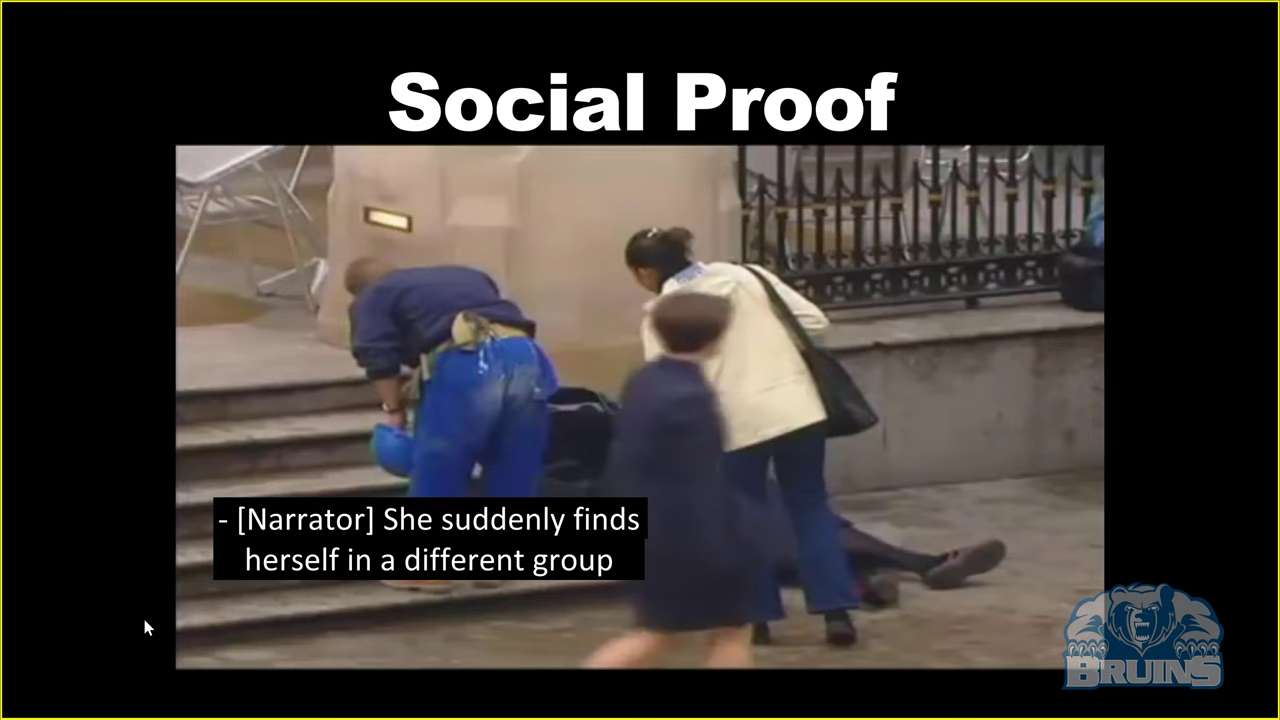 Social Proof
- [Narrator] She suddenly finds
herself in a different group
BRUINS